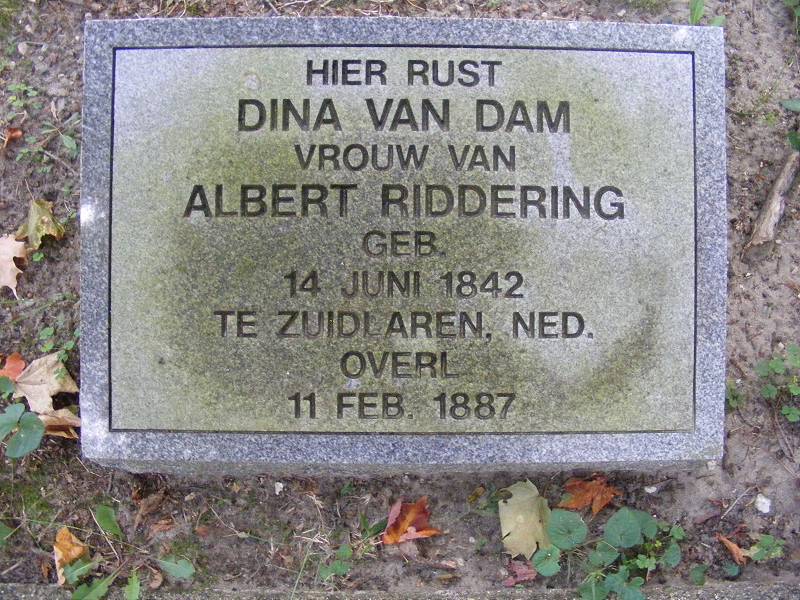 HIER RUST
DINA VAN DAM
VROUW VAN
ALBERT RIDDERING
GEB.
14 JUNI 1842
TE ZUIDLAREN, NED.
OVERL
11 FEB. 1887